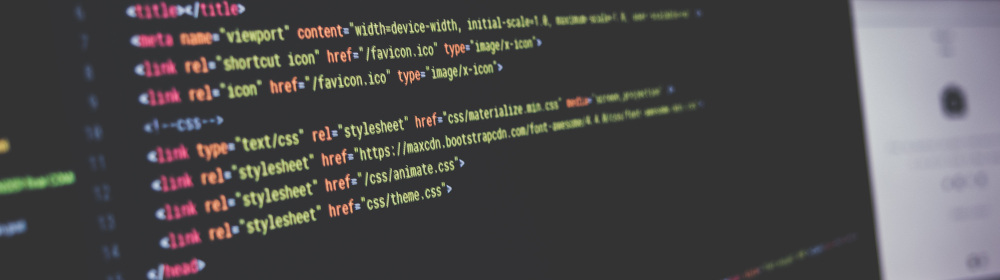 6 <title></title>
7 <meta name="viewport" content="width=device-width, initial-scale=1.0, maximum-scale=1.0,
8 <link rel="shortcut icon" href="/favicon.ico" type="image/x-icon">
9 <link rel="icon" href="/favicon.ico" type="image/x-icon">
10 <!--css-->
11 <link type="text/css" rel="stylesheet" href="css/materialize.min.css" media="screen,projection"
12 <link rel="stylesheet" href="https://maxcdn.bootstrapcdn.com/font-awesome/4.4.0/css/font-awesome
13 <link rel="stylesheet" href="/css/animate.css">
14 <link rel="stylesheet" href="css/theme.css">
</head>